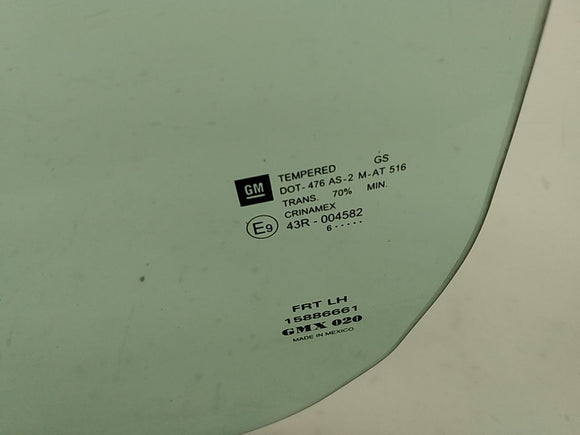 TEMPERED GS
GM DOT-476 AS-2 M-AT 516
TRANS. 70% MIN.
CRINAMEX
E9 43R-004582
6.....
FRT LH
15886661
GMX 020
MADE IN MEXICO